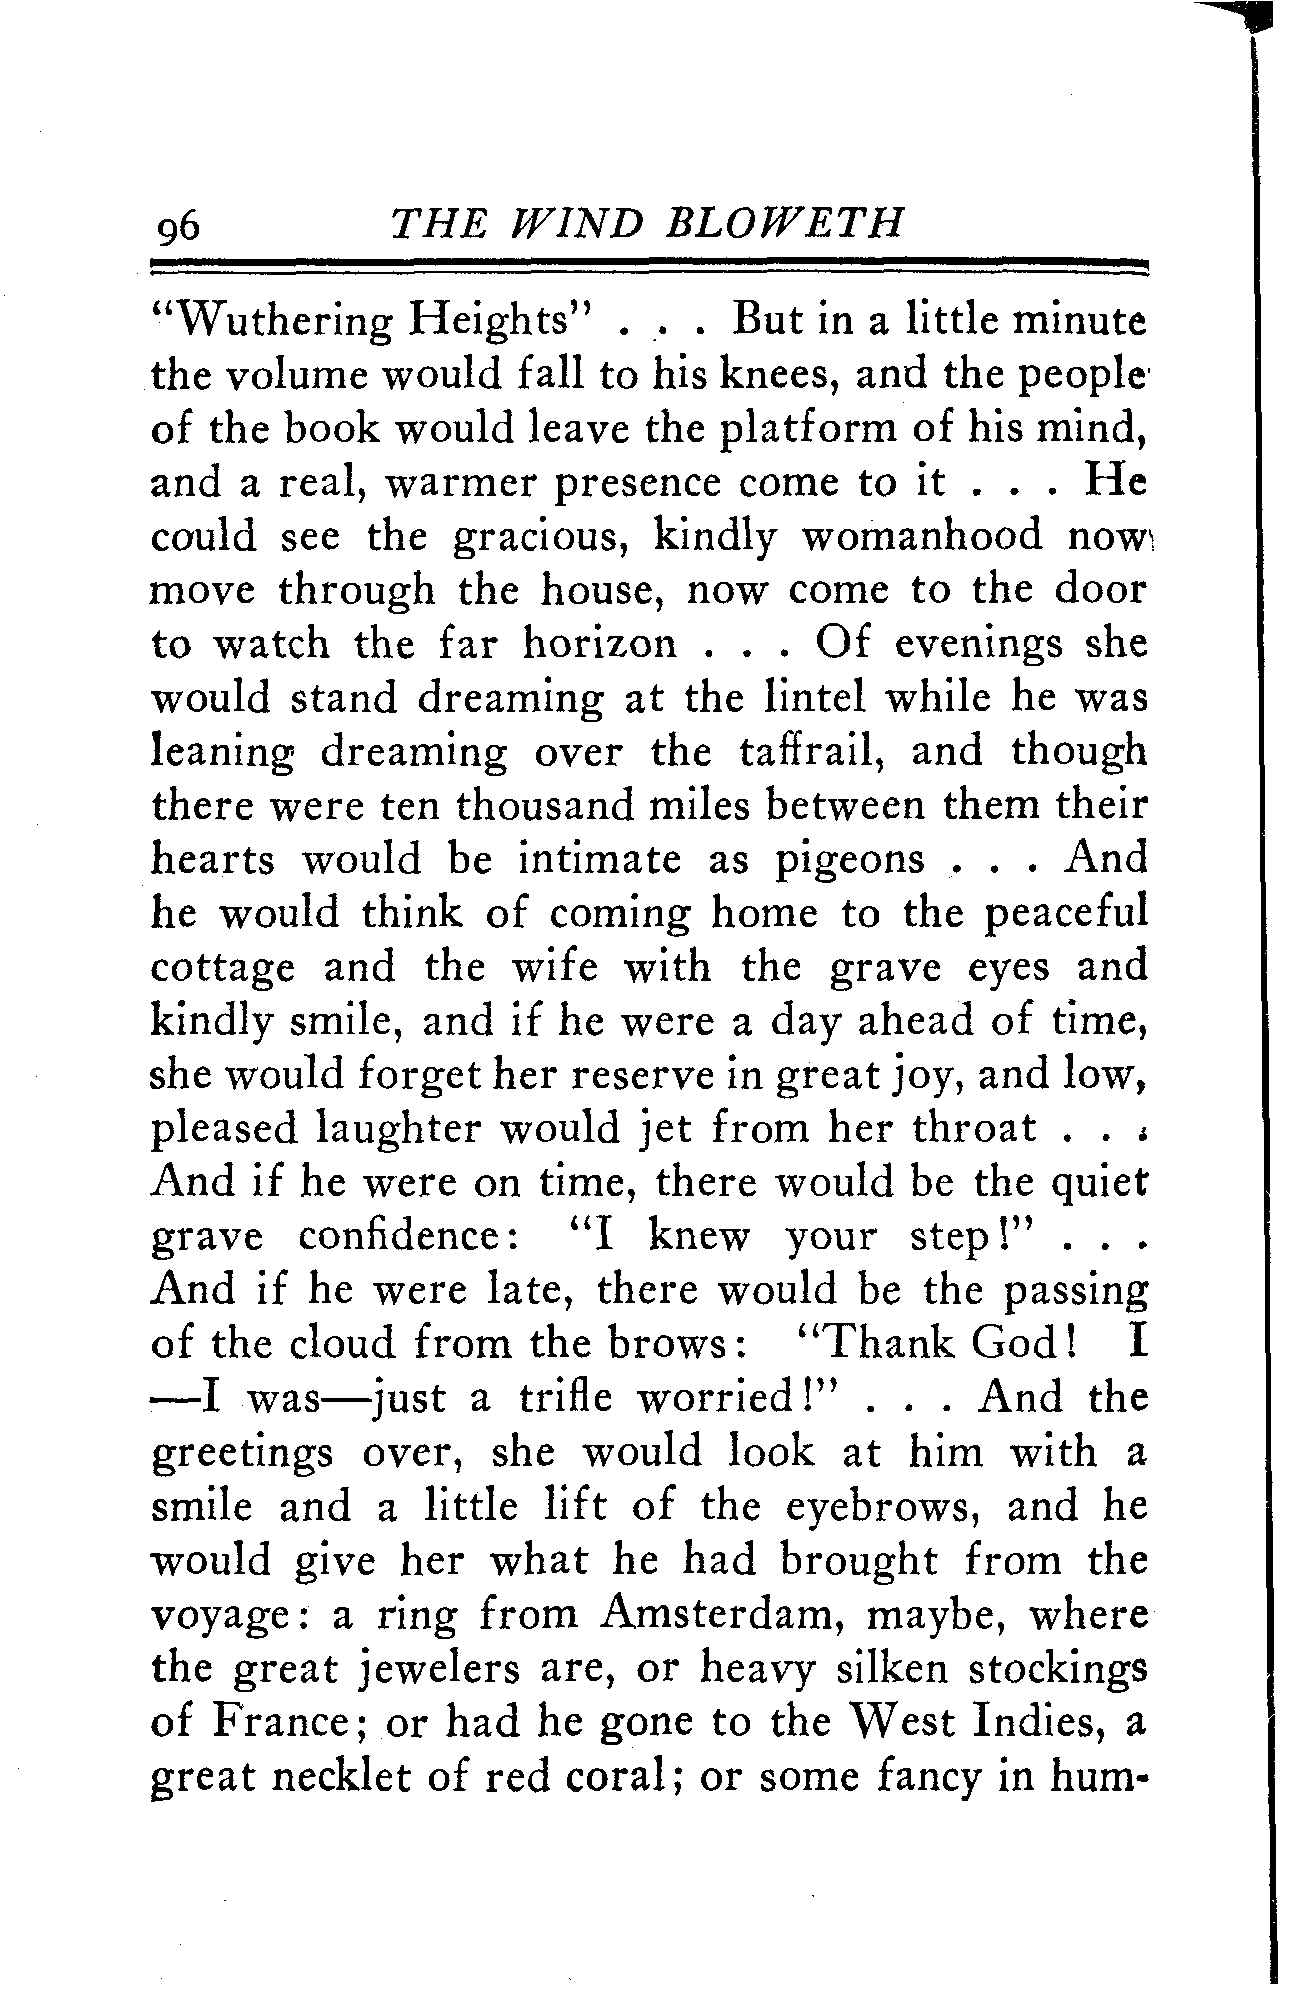 96 THE WIND BLOWETH
“Wuthering Heights” . . . But in a little minute
the volume would fall to his knees, and the people
of the book would leave the platform of his mind,
and a real, warmer presence come to it . . . He
could see the gracious, kindly womanhood now
move through the house, now come to the door
to watch the far horizon . . . Of evenings she
would stand dreaming at the lintel while he was
leaning dreaming over the taffrail, and though
there were ten thousand miles between them their
hearts would be intimate as pigeons . . . And
he would think of coming home to the peaceful
cottage and the wife with the grave eyes and
kindly smile, and if he were a day ahead of time,
she would forget her reserve in great joy, and low,
pleased laughter would jet from her throat . . .
And if he were on time, there would be the quiet
grave confidence: “I knew your step!” . . .
And if he were late, there would be the passing
of the cloud from the brows: “Thank God! I
—I was—just a trifle worried!” . . . And the
greetings over, she would look at him with a
smile and a little lift of the eyebrows, and he
would give her what he had brought from the
voyage: a ring from Amsterdam, maybe, where
the great jewelers are, or heavy silken stockings
of France; or had he gone to the West Indies, a
great necklet of red coral; or some fancy in hum-